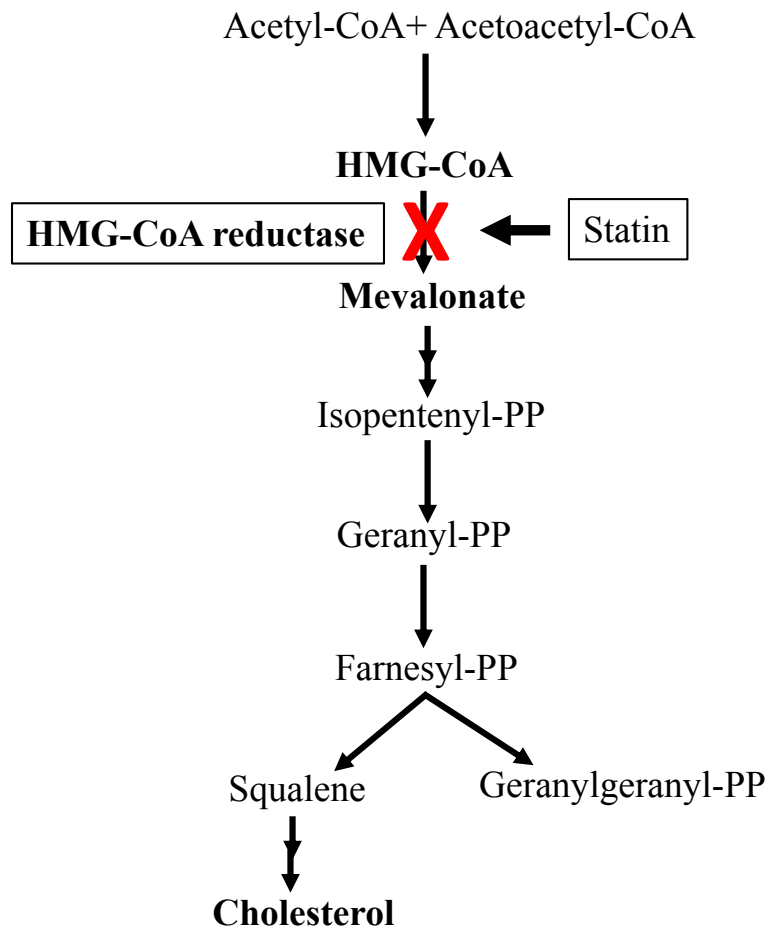 Acetyl-CoA+ Acetoacetyl-CoA
HMG-CoA
HMG-CoA reductase
X
Statin
Mevalonate
Isopentenyl-PP
Geranyl-PP
Farnesyl-PP
Squalene
Geranylgeranyl-PP
Cholesterol